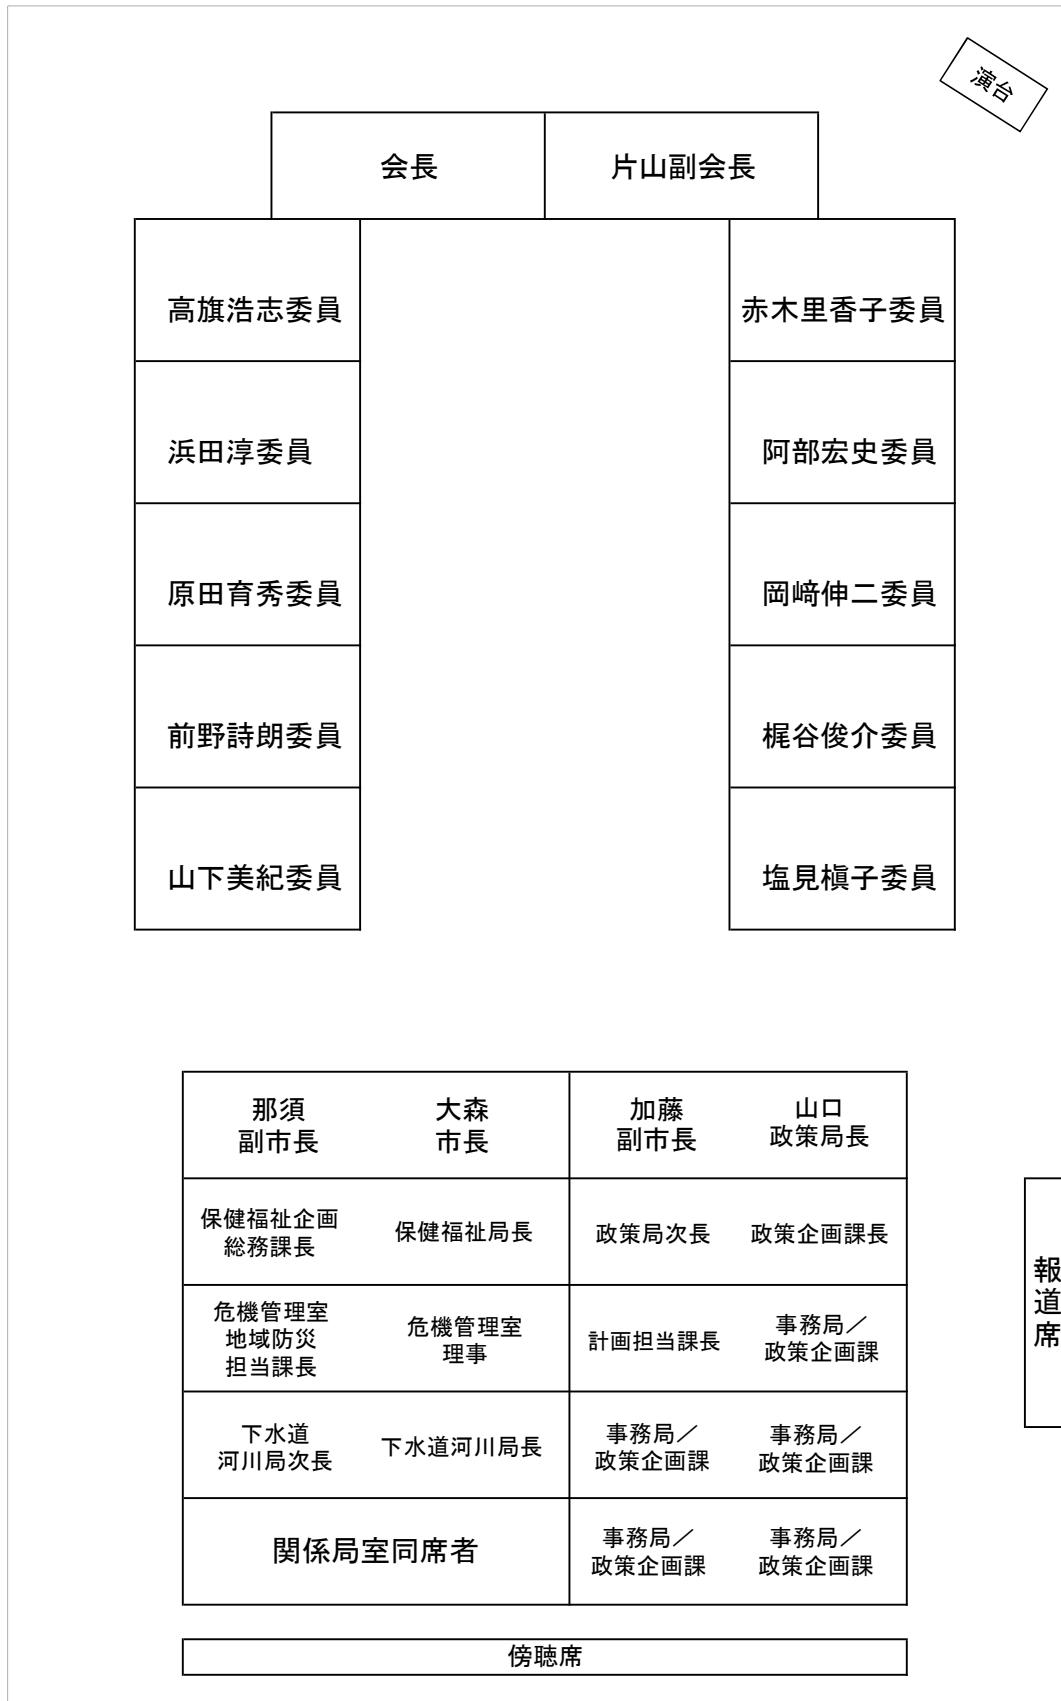 演台
会長
片山副会長
高旗浩志委員
赤木里香子委員
浜田淳委員
阿部宏史委員
原田育秀委員
岡﨑伸二委員
前野詩朗委員
梶谷俊介委員
山下美紀委員
塩見槇子委員
那須
副市長
大森
市長
加藤
副市長
山口
政策局長
保健福祉企画
総務課長
保健福祉局長
政策局次長
政策企画課長
危機管理室
地域防災
担当課長
危機管理室
理事
計画担当課長
事務局／
政策企画課
報道席
下水道
河川局次長
下水道河川局長
事務局／
政策企画課
事務局／
政策企画課
関係局室同席者
事務局／
政策企画課
事務局／
政策企画課
傍聴席